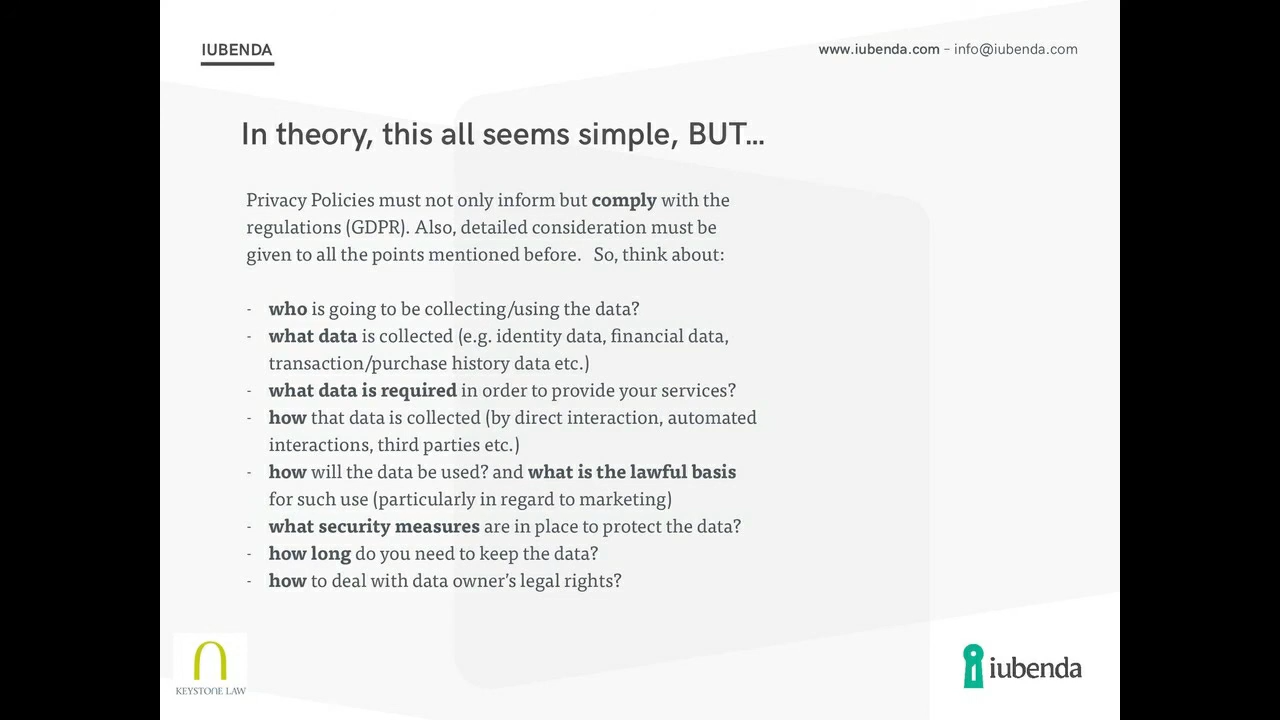 IUBENDA
www.iubenda.com – info@iubenda.com
In theory, this all seems simple, BUT...
Privacy Policies must not only inform but comply with the
regulations (GDPR). Also, detailed consideration must be
given to all the points mentioned before.   So, think about:
- who is going to be collecting/using the data?
- what data is collected (e.g. identity data, financial data,
transaction/purchase history data etc.)
- what data is required in order to provide your services?
- how that data is collected (by direct interaction, automated
interactions, third parties etc.)
- how will the data be used? and what is the lawful basis
for such use (particularly in regard to marketing)
- what security measures are in place to protect the data?
- how long do you need to keep the data?
- how to deal with data owner’s legal rights?
KEYSTONE LAW
iubenda